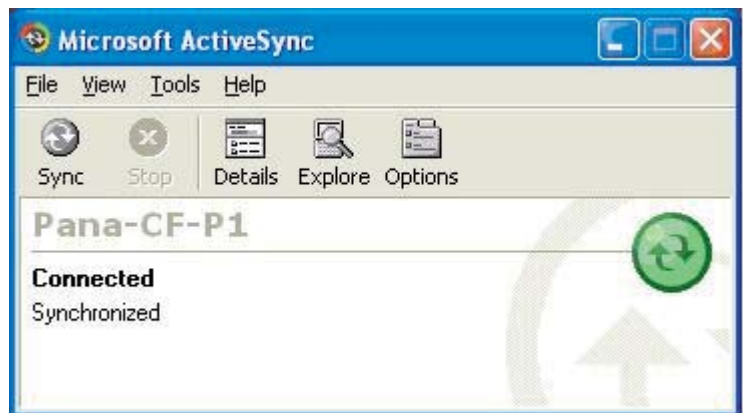 Microsoft ActiveSync
File View Tools Help
Sync Stop Details Explore Options
Pana-CF-P1
Connected
Synchronized